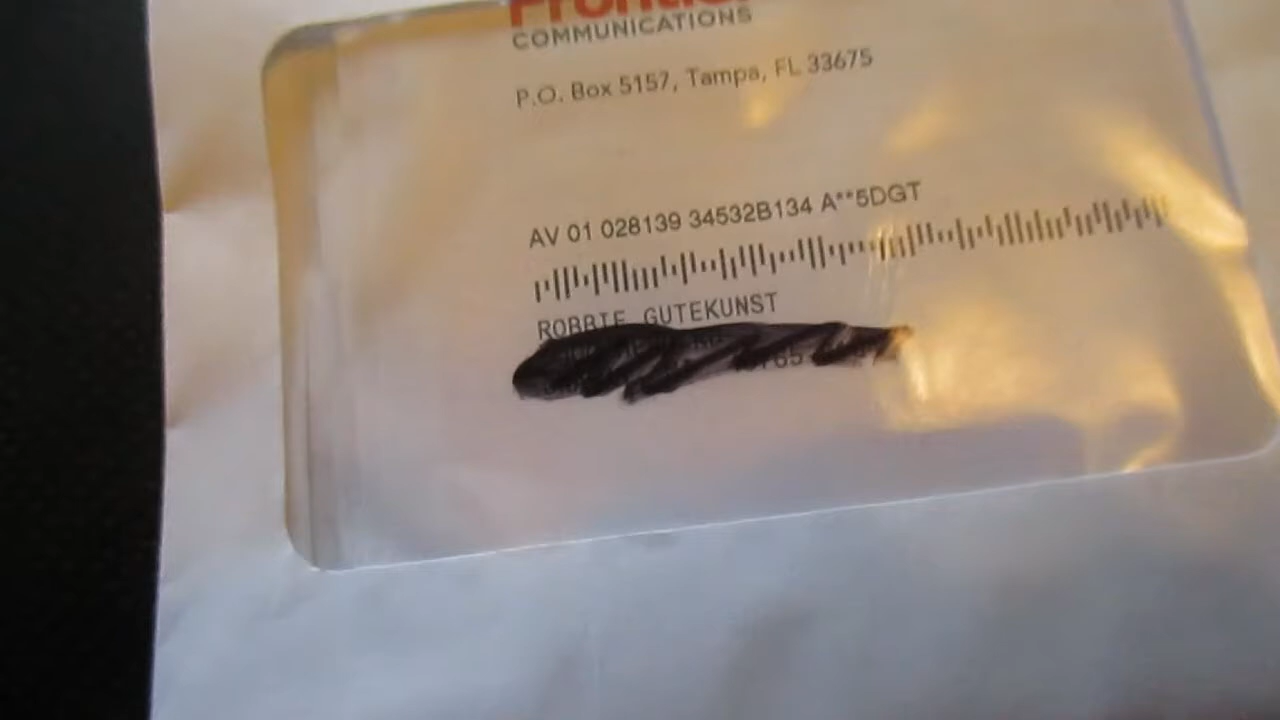 COMMUNICATIONS
P.O. Box 5157, Tampa, FL 33675
AV 01 028139 34532B134 A**5DGT
ROBBIE GUTEKUNST